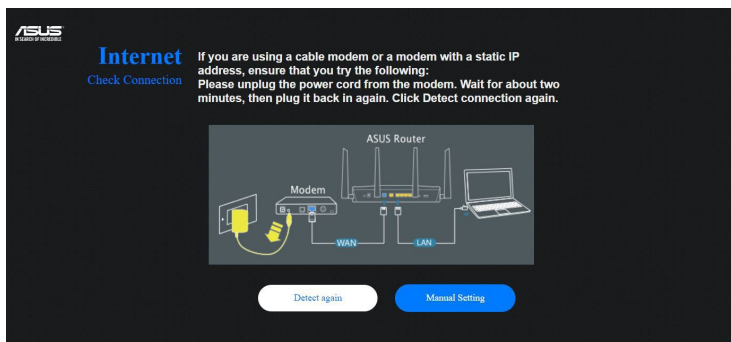 ASUS
IN SEARCH OF INCREDIBLE
Internet
Check Connection
If you are using a cable modem or a modem with a static IP
address, ensure that you try the following:
Please unplug the power cord from the modem. Wait for about two
minutes, then plug it back in again. Click Detect connection again.
ASUS Router
Modem
WAN
LAN
Detect again
Manual Setting